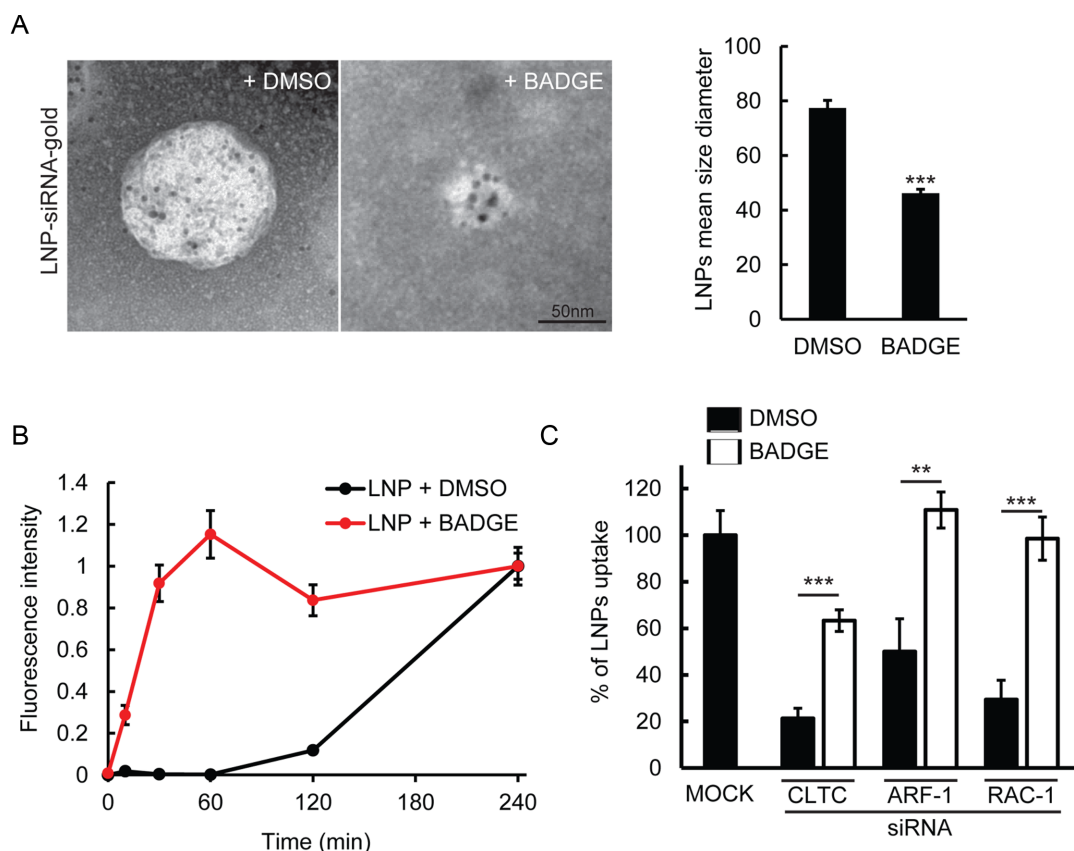 A
LNP-siRNA-gold
+ DMSO
+ BADGE
50nm
LNPs mean size diameter
100
80
60
40
20
0
DMSO BADGE
***
B
Fluorescence intensity
1.4
1.2
1
0.8
0.6
0.4
0.2
0
LNP + DMSO
LNP + BADGE
0 60 120 180 240
Time (min)
C
DMSO
BADGE
% of LNPs uptake
120
100
80
60
40
20
0
***
**
***
MOCK CLTC ARF-1 RAC-1
siRNA